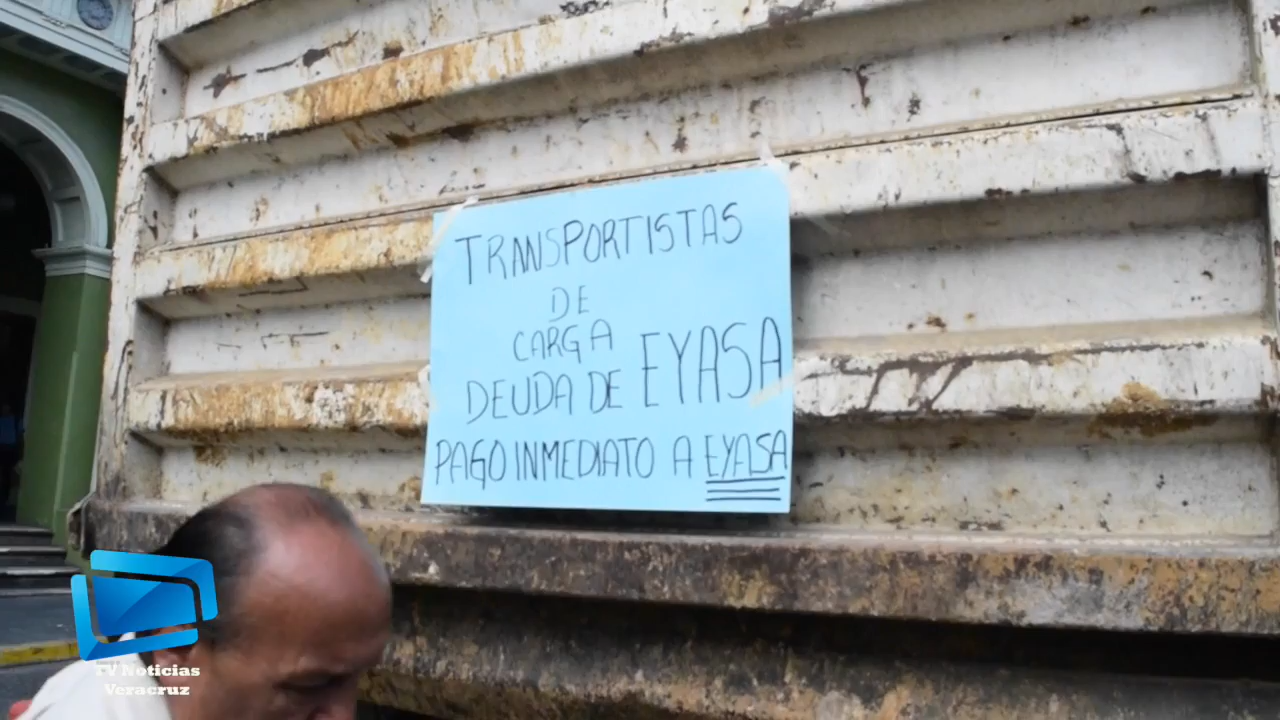 TRANSPORTISTAS
DE
CARGA
DEUDA DE EYASA
PAGO INMEDIATO A EYASA
TV Noticias
Veracruz